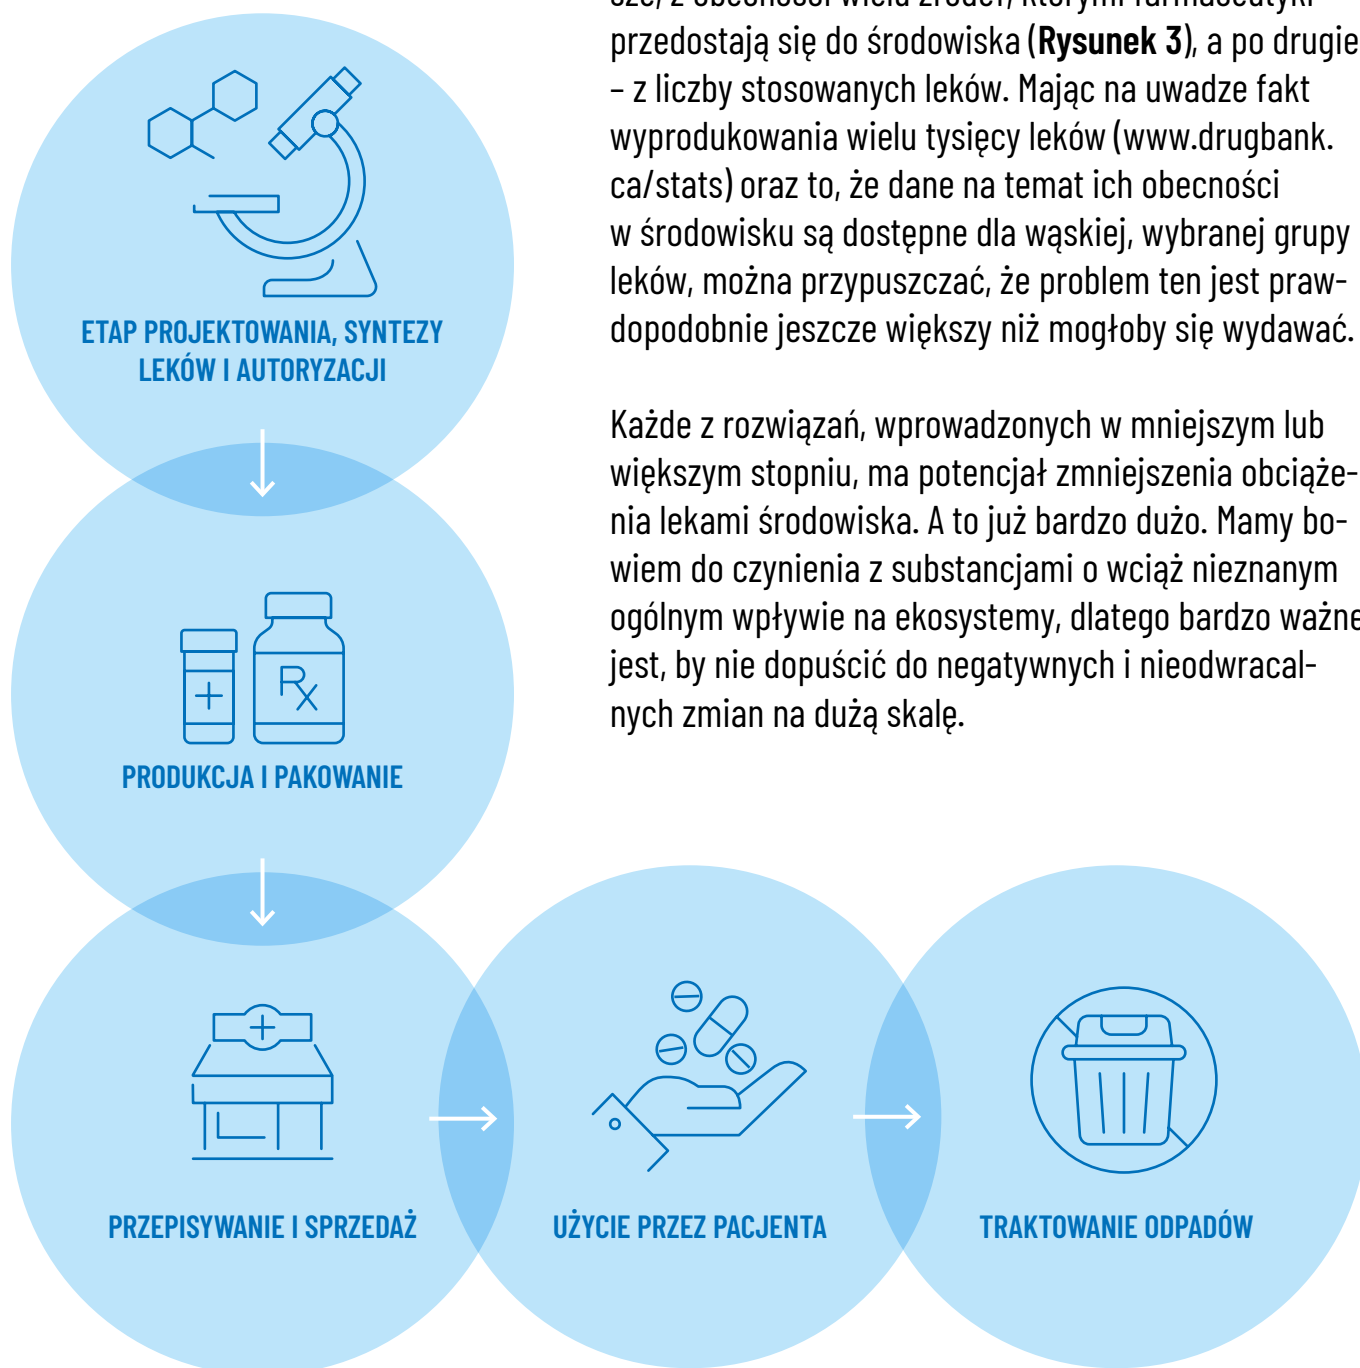 przedostają się do środowiska (Rysunek 3), a po drugie
– z liczby stosowanych leków. Mając na uwadze fakt
wyprodukowania wielu tysięcy leków (www.drugbank.
ca/stats) oraz to, że dane na temat ich obecności
w środowisku są dostępne dla wąskiej, wybranej grupy
leków, można przypuszczać, że problem ten jest praw-
dopodobnie jeszcze większy niż mogłoby się wydawać.
Każde z rozwiązań, wprowadzonych w mniejszym lub
większym stopniu, ma potencjał zmniejszenia obciąże-
nia lekami środowiska. A to już bardzo dużo. Mamy bo-
wiem do czynienia z substancjami o wciąż nieznanym
ogólnym wpływie na ekosystemy, dlatego bardzo ważne
jest, by nie dopuścić do negatywnych i nieodwracal-
nych zmian na dużą skalę.
ETAP PROJEKTOWANIA, SYNTEZY
LEKÓW I AUTORYZACJI
Rx
PRODUKCJA I PAKOWANIE
PRZEPISYWANIE I SPRZEDAŻ
UŻYCIE PRZEZ PACJENTA
TRAKTOWANIE ODPADÓW